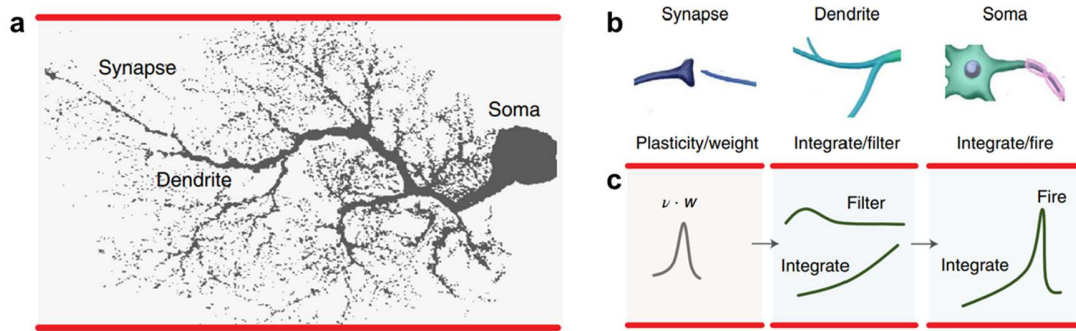 a
Synapse
Dendrite
Soma
b
Synapse Dendrite Soma
Plasticity/weight Integrate/filter Integrate/fire
c
ν · w
Filter
Integrate
Fire
Integrate